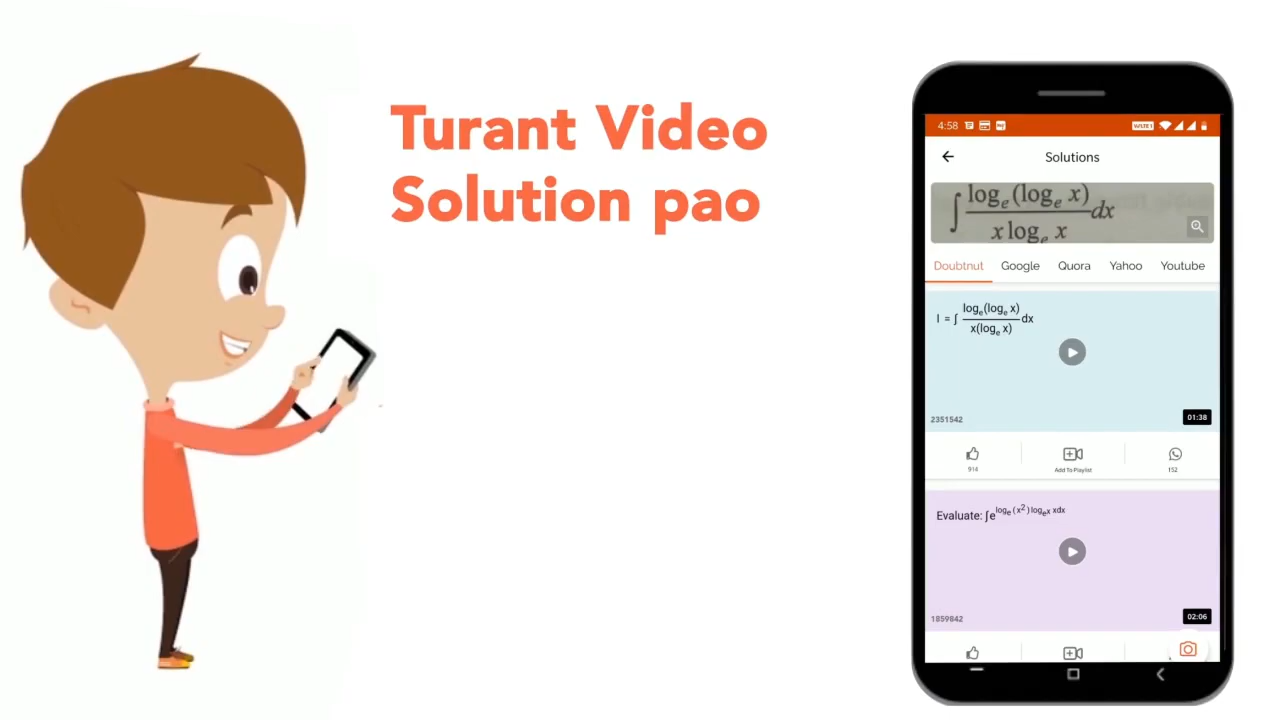 Turant Video
Solution pao
4:58
Solutions
∫ logₑ(logₑ x) / x logₑ x dx
Doubtnut Google Quora Yahoo Youtube
I = ∫ logₑ(logₑ x) / x(logₑ x) dx
2351542 01:38
914 Add To Playlist 152
Evaluate: ∫e^logₑ(x²)logₑx xdx
1859842 02:06